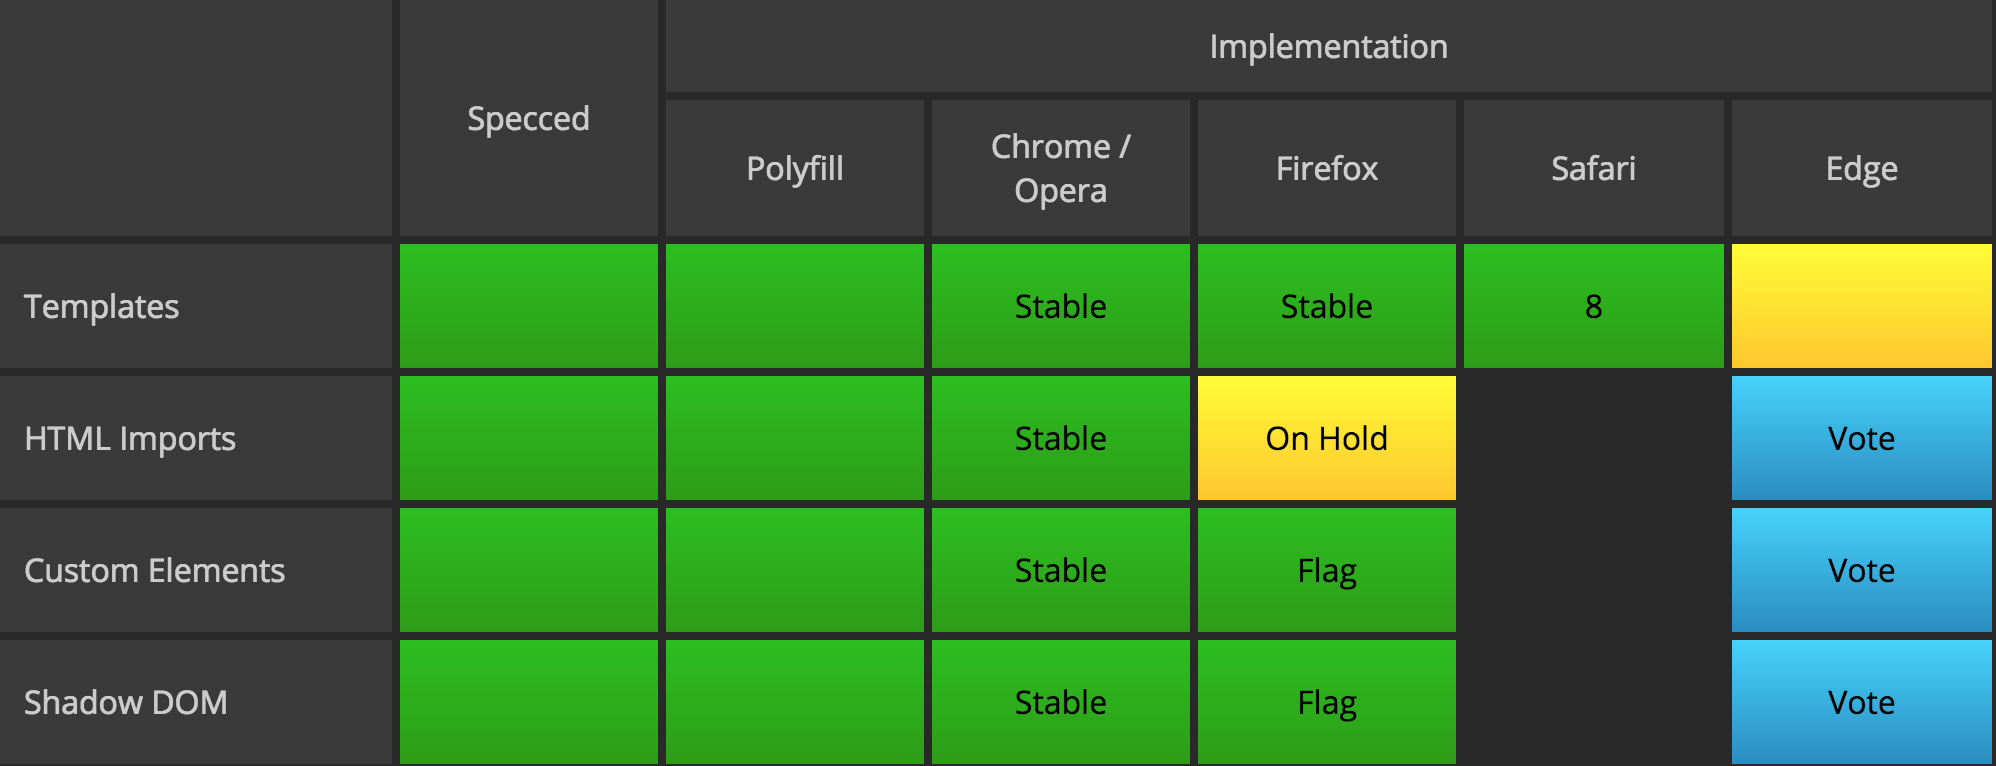 Implementation
Specced
Polyfill
Chrome /
Opera
Firefox
Safari
Edge
Templates
Stable
Stable
8
HTML Imports
Stable
On Hold
Vote
Custom Elements
Stable
Flag
Vote
Shadow DOM
Stable
Flag
Vote